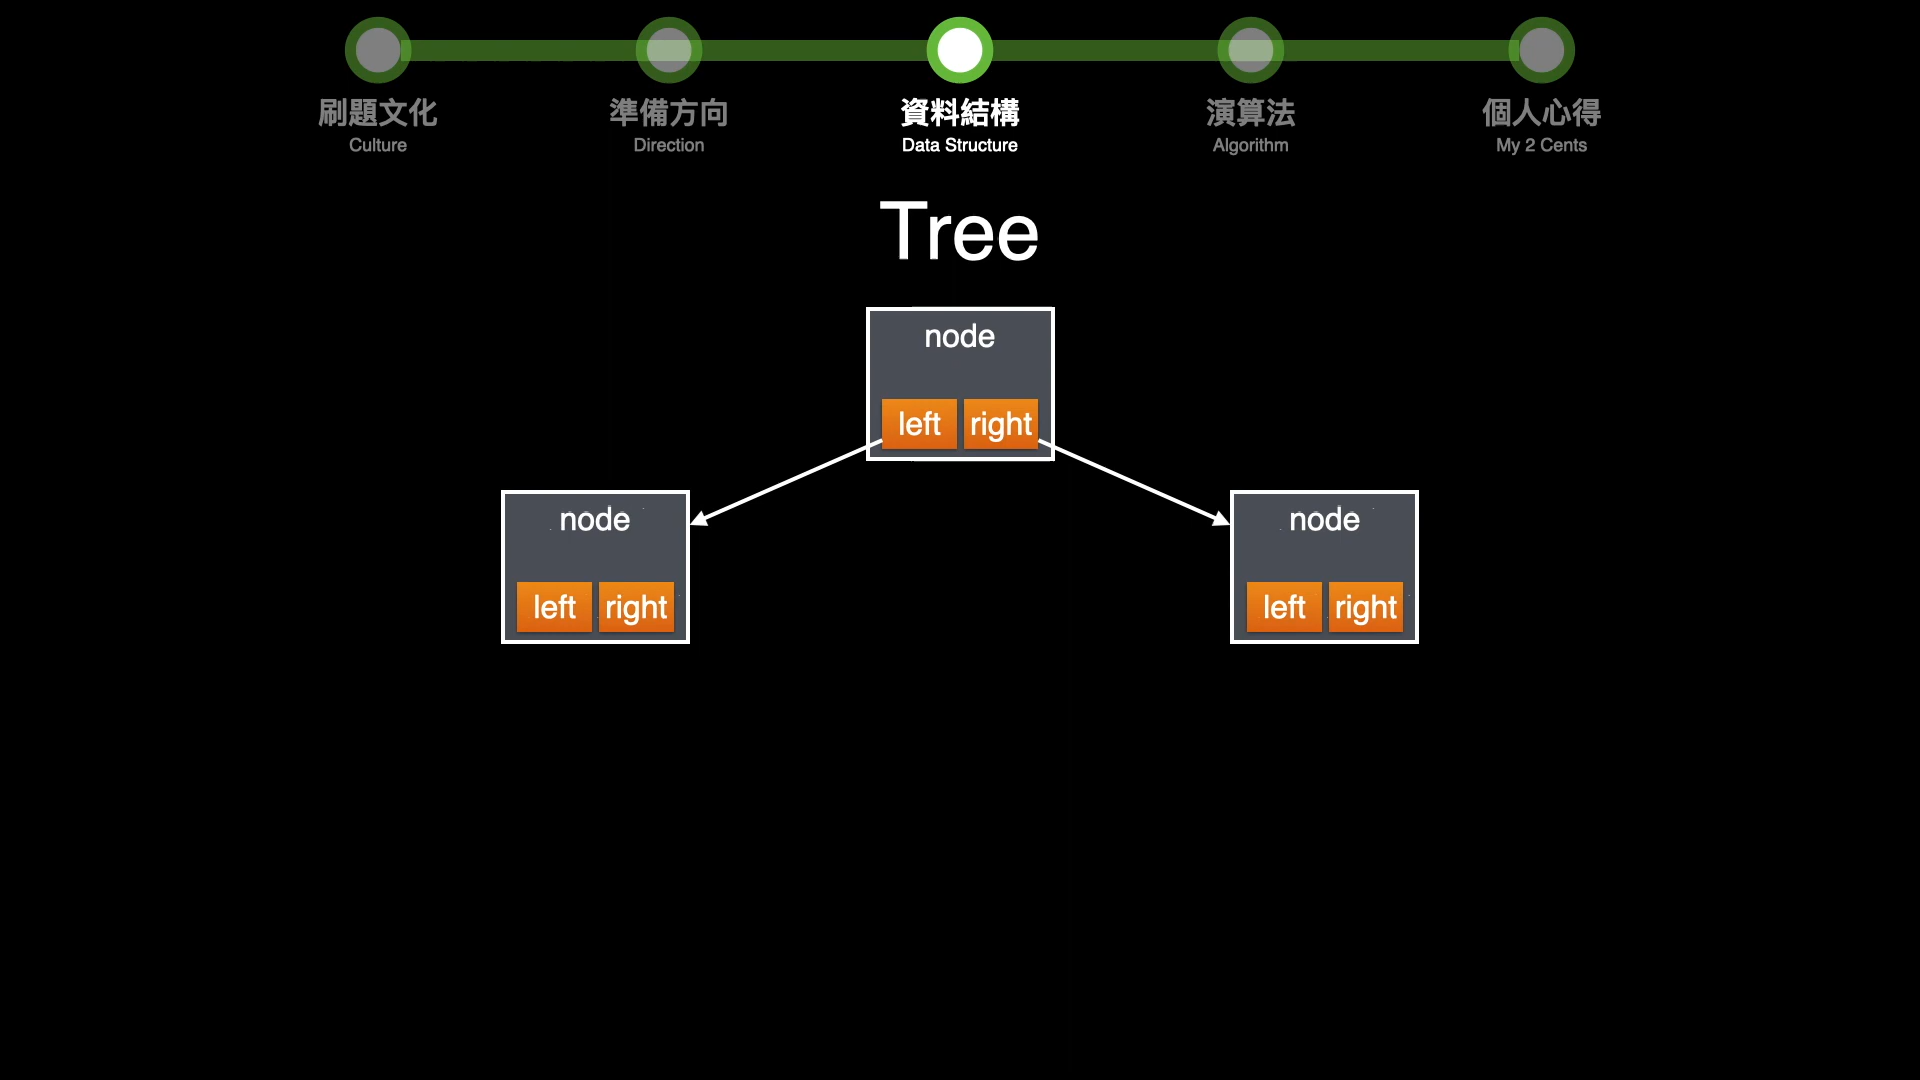 刷題文化
Culture
準備方向
Direction
資料結構
Data Structure
演算法
Algorithm
個人心得
My 2 Cents
Tree
node
left right
node
left right
node
left right